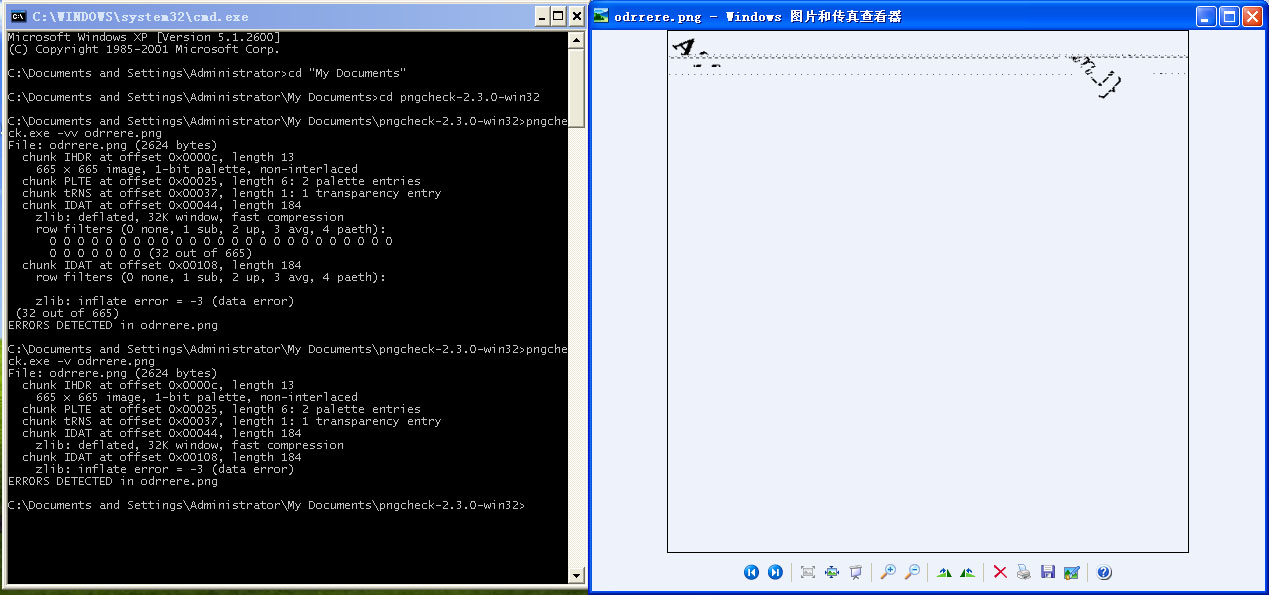 C:\WINDOWS\system32\cmd.exe
Microsoft Windows XP [Version 5.1.2600]
(C) Copyright 1985-2001 Microsoft Corp.
C:\Documents and Settings\Administrator>cd "My Documents"
C:\Documents and Settings\Administrator\My Documents>cd pngcheck-2.3.0-win32
C:\Documents and Settings\Administrator\My Documents\pngcheck-2.3.0-win32>pngche
ck.exe -vv odrrere.png
File: odrrere.png (2624 bytes)
  chunk IHDR at offset 0x0000c, length 13
    665 x 665 image, 1-bit palette, non-interlaced
  chunk PLTE at offset 0x00025, length 6: 2 palette entries
  chunk tRNS at offset 0x00037, length 1: 1 transparency entry
  chunk IDAT at offset 0x00044, length 184
    zlib: deflated, 32K window, fast compression
    row filters (0 none, 1 sub, 2 up, 3 avg, 4 paeth):
      0 0 0 0 0 0 0 0 0 0 0 0 0 0 0 0 0 0 0 0 0 0 0 0 0
      0 0 0 0 0 0 0 (32 out of 665)
  chunk IDAT at offset 0x00108, length 184
    row filters (0 none, 1 sub, 2 up, 3 avg, 4 paeth):
    zlib: inflate error = -3 (data error)
 (32 out of 665)
ERRORS DETECTED in odrrere.png
C:\Documents and Settings\Administrator\My Documents\pngcheck-2.3.0-win32>pngche
ck.exe -v odrrere.png
File: odrrere.png (2624 bytes)
  chunk IHDR at offset 0x0000c, length 13
    665 x 665 image, 1-bit palette, non-interlaced
  chunk PLTE at offset 0x00025, length 6: 2 palette entries
  chunk tRNS at offset 0x00037, length 1: 1 transparency entry
  chunk IDAT at offset 0x00044, length 184
    zlib: deflated, 32K window, fast compression
  chunk IDAT at offset 0x00108, length 184
    zlib: inflate error = -3 (data error)
ERRORS DETECTED in odrrere.png
C:\Documents and Settings\Administrator\My Documents\pngcheck-2.3.0-win32>
odrrere.png - Windows 图片和传真查看器
A